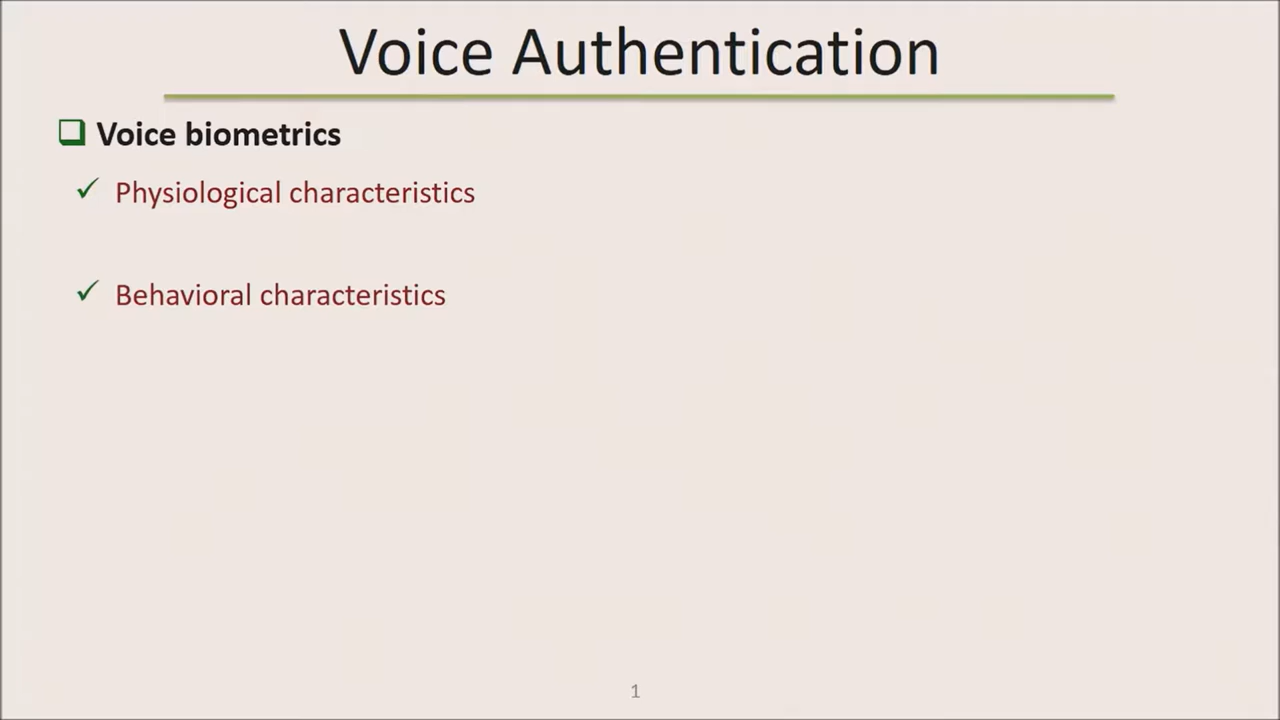 Voice Authentication
Voice biometrics
Physiological characteristics
Behavioral characteristics
1